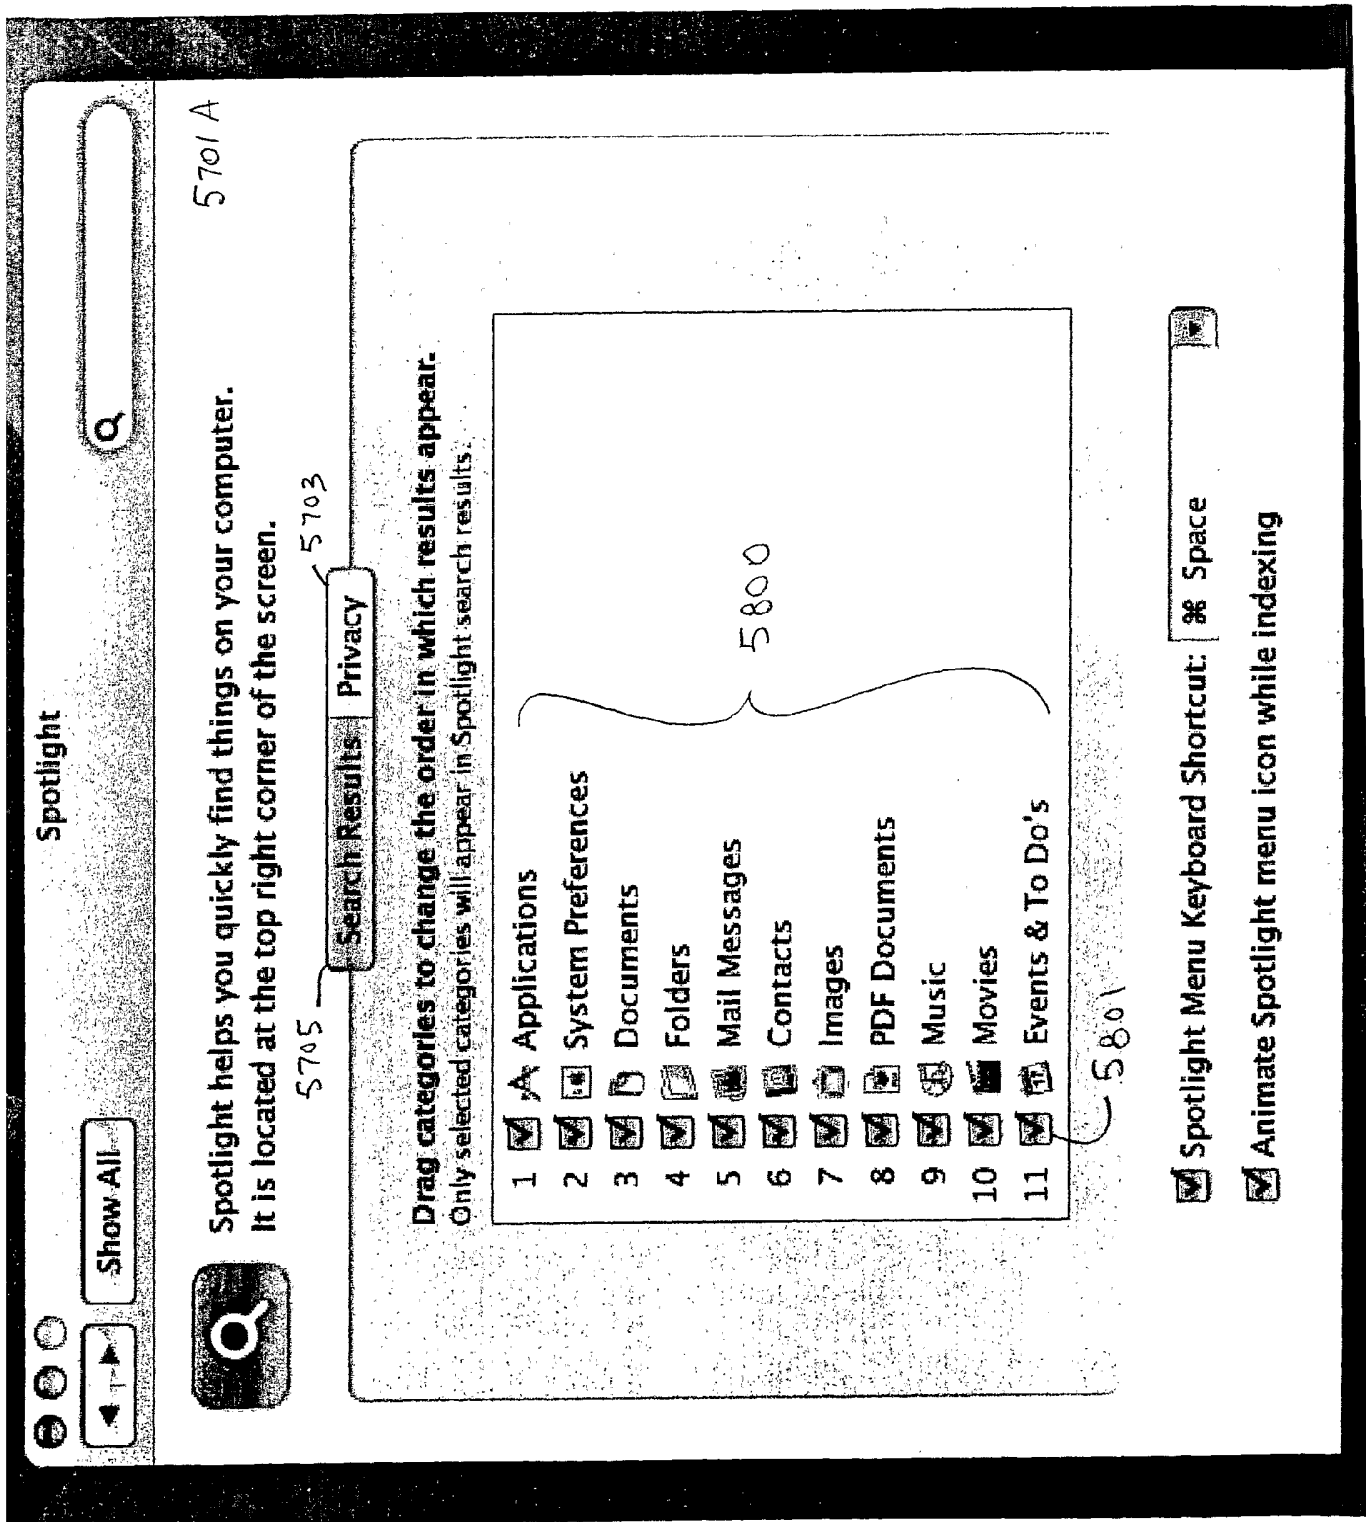 Spotlight
Show All
5701 A
Spotlight helps you quickly find things on your computer.
It is located at the top right corner of the screen.
5705
5703
Search Results
Privacy
Drag categories to change the order in which results appear.
Only selected categories will appear in Spotlight search results.
1 Applications
2 System Preferences
3 Documents
4 Folders
5 Mail Messages
6 Contacts
7 Images
8 PDF Documents
9 Music
10 Movies
11 Events & To Do's
5800
5801
Spotlight Menu Keyboard Shortcut: ⌘ Space
Animate Spotlight menu icon while indexing